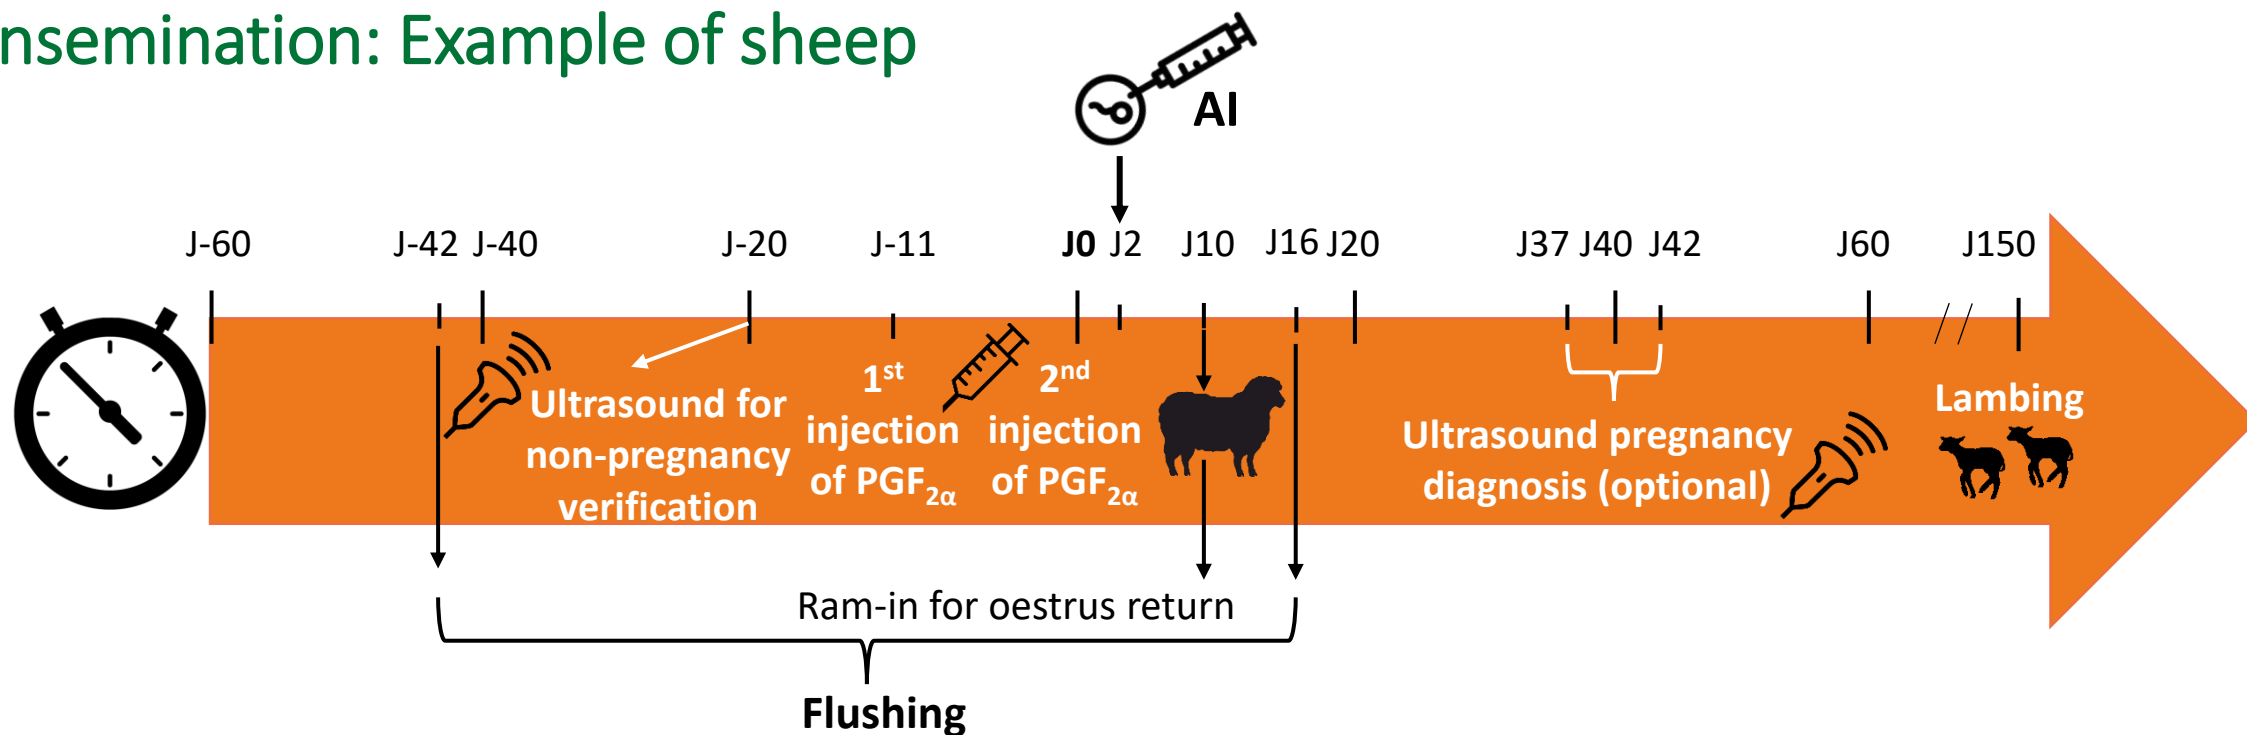 nsemination: Example of sheep
AI
J-60 J-42 J-40 J-20 J-11 J0 J2 J10 J16 J20 J37 J40 J42 J60 J150
Ultrasound for
non-pregnancy
verification
1st
injection
of PGF2α
2nd
injection
of PGF2α
Ultrasound pregnancy
diagnosis (optional)
Lambing
Ram-in for oestrus return
Flushing